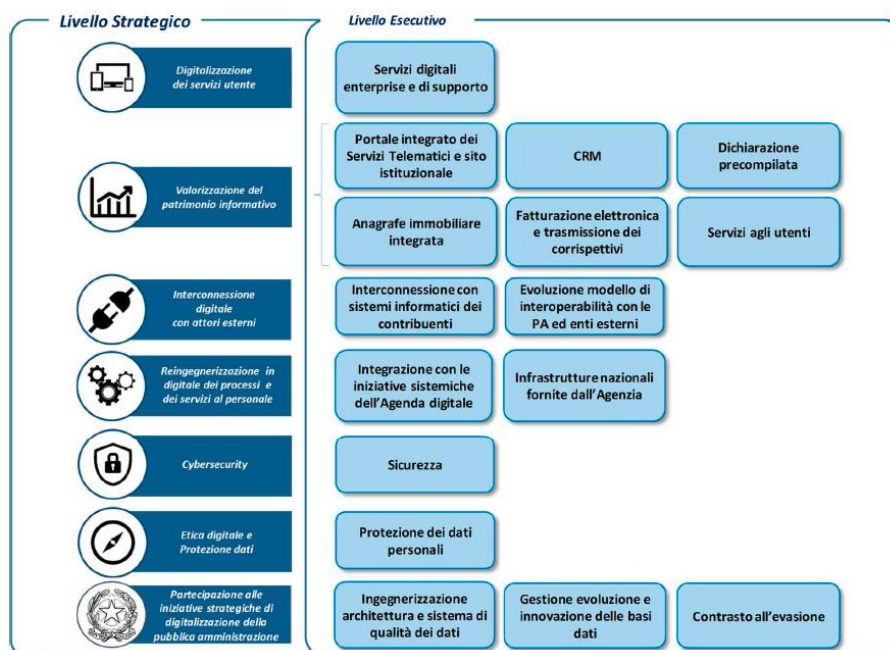 Livello Strategico
Livello Esecutivo
Digitalizzazione
dei servizi utente
Servizi digitali
enterprise e di supporto
Valorizzazione del
patrimonio informativo
Portale integrato dei
Servizi Telematici e sito
istituzionale
CRM
Dichiarazione
precompilata
Anagrafe immobiliare
integrata
Fatturazione elettronica
e trasmissione dei
corrispettivi
Servizi agli utenti
Interconnessione
digitale
con attori esterni
Interconnessione con
sistemi informatici dei
contribuenti
Evoluzione modello di
interoperabilità con le
PA ed enti esterni
Reingegnerizzazione in
digitale dei processi e
dei servizi al personale
Integrazione con le
iniziative sistemiche
dell'Agenda digitale
Infrastrutture nazionali
fornite dall'Agenzia
Cybersecurity
Sicurezza
Etica digitale e
Protezione dati
Protezione dei dati
personali
Partecipazione alle
iniziative strategiche di
digitalizzazione della
pubblica amministrazione
Ingegnerizzazione
architettura e sistema di
qualità dei dati
Gestione evoluzione e
innovazione delle basi
dati
Contrasto all'evasione